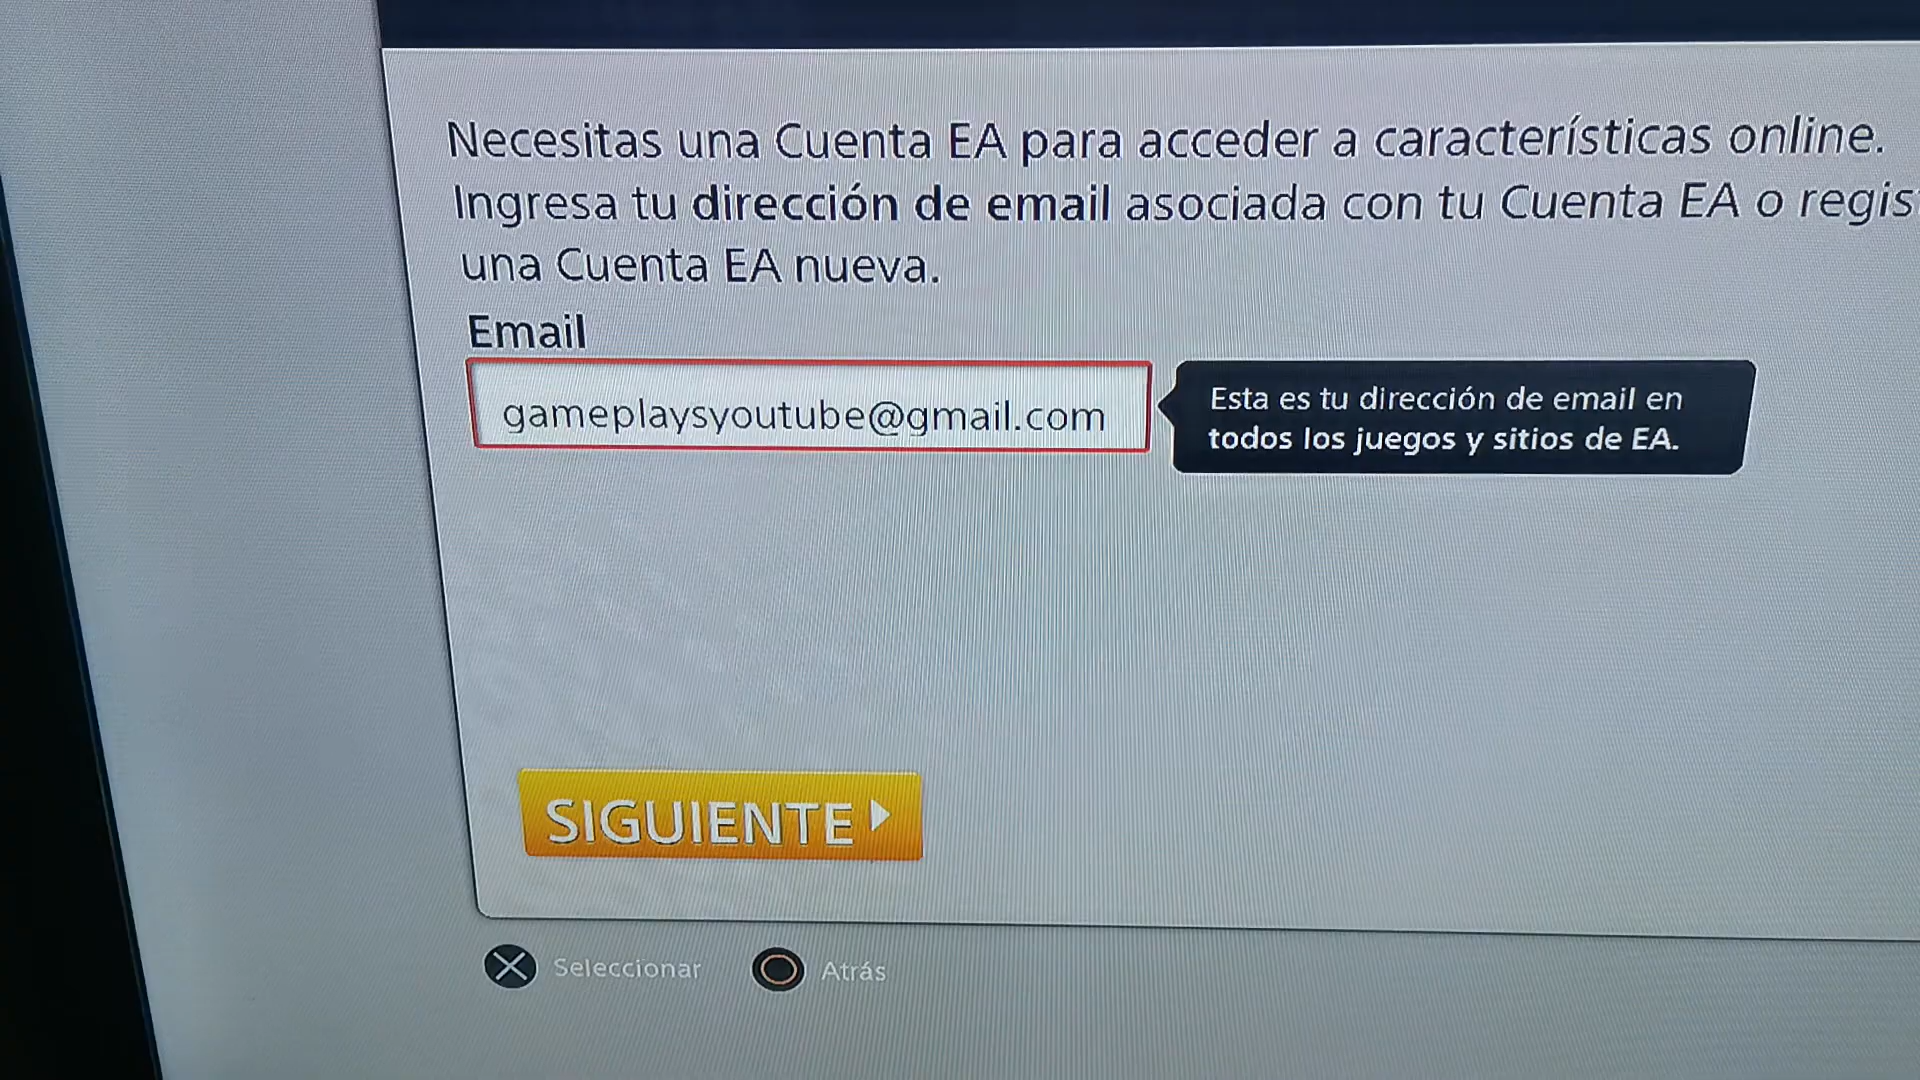 Necesitas una Cuenta EA para acceder a características online.
Ingresa tu dirección de email asociada con tu Cuenta EA o regis
una Cuenta EA nueva.
Email
gameplaysyoutube@gmail.com
Esta es tu dirección de email en
todos los juegos y sitios de EA.
SIGUIENTE
Seleccionar
Atrás